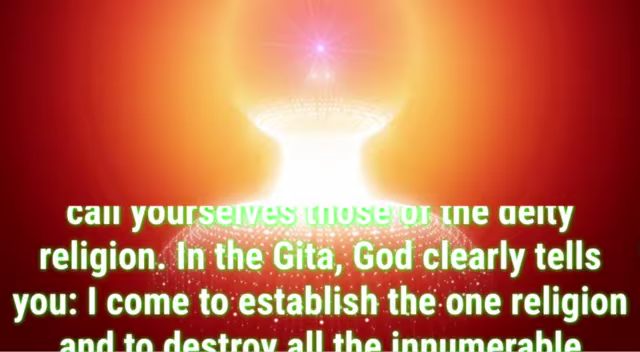 call yourselves those of the deity
religion. In the Gita, God clearly tells
you: I come to establish the one religion
and to destroy all the innumerable